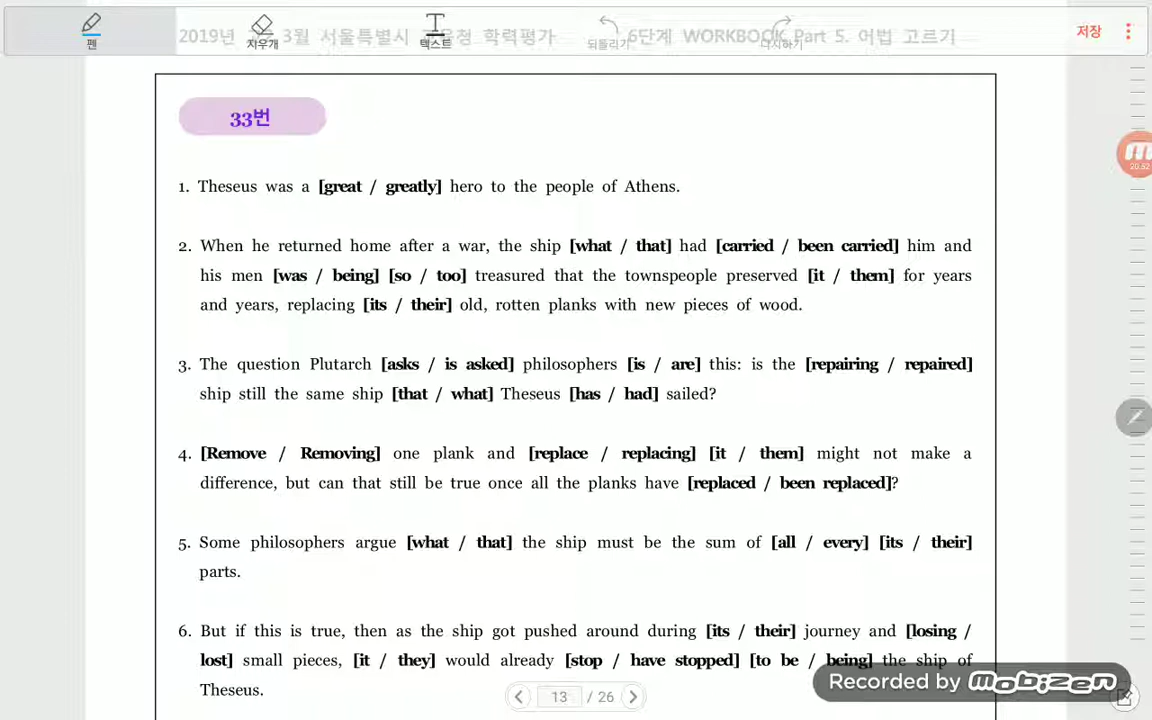 펜 지우개 텍스트 되돌리기 다시하기 저장
2019년 3월 서울특별시 학력평가 6단계 WORKBOOK Part 5. 어법 고르기
20:52
33번
1. Theseus was a [great / greatly] hero to the people of Athens.
2. When he returned home after a war, the ship [what / that] had [carried / been carried] him and
his men [was / being] [so / too] treasured that the townspeople preserved [it / them] for years
and years, replacing [its / their] old, rotten planks with new pieces of wood.
3. The question Plutarch [asks / is asked] philosophers [is / are] this: is the [repairing / repaired]
ship still the same ship [that / what] Theseus [has / had] sailed?
4. [Remove / Removing] one plank and [replace / replacing] [it / them] might not make a
difference, but can that still be true once all the planks have [replaced / been replaced]?
5. Some philosophers argue [what / that] the ship must be the sum of [all / every] [its / their]
parts.
6. But if this is true, then as the ship got pushed around during [its / their] journey and [losing /
lost] small pieces, [it / they] would already [stop / have stopped] [to be / being] the ship of
Theseus.
Recorded by mobizen
13 / 26